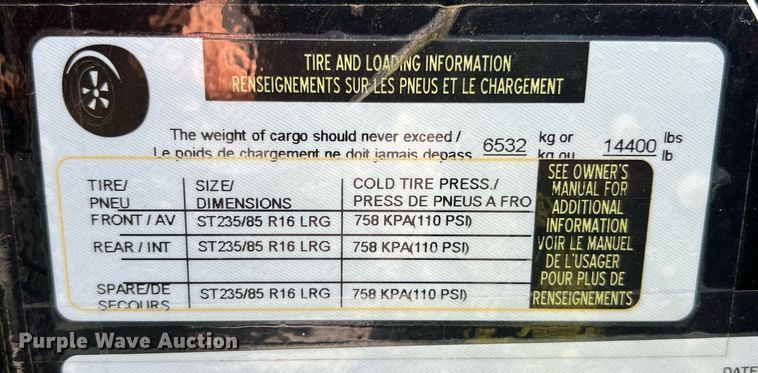 TIRE AND LOADING INFORMATION
RENSEIGNEMENTS SUR LES PNEUS ET LE CHARGEMENT
The weight of cargo should never exceed / 6532 kg or 14400 lbs
Le poids de chargement ne doit jamais depass kg ou lb
TIRE/ SIZE/ COLD TIRE PRESS./
PNEU DIMENSIONS PRESS DE PNEUS A FRO
FRONT / AV ST235/85 R16 LRG 758 KPA(110 PSI)
REAR / INT ST235/85 R16 LRG 758 KPA(110 PSI)
SPARE/DE ST235/85 R16 LRG 758 KPA(110 PSI)
SECOURS
SEE OWNER'S
MANUAL FOR
ADDITIONAL
INFORMATION
VOIR LE MANUEL
DE L'USAGER
POUR PLUS DE
RENSEIGNEMENTS
Purple Wave Auction
DATE